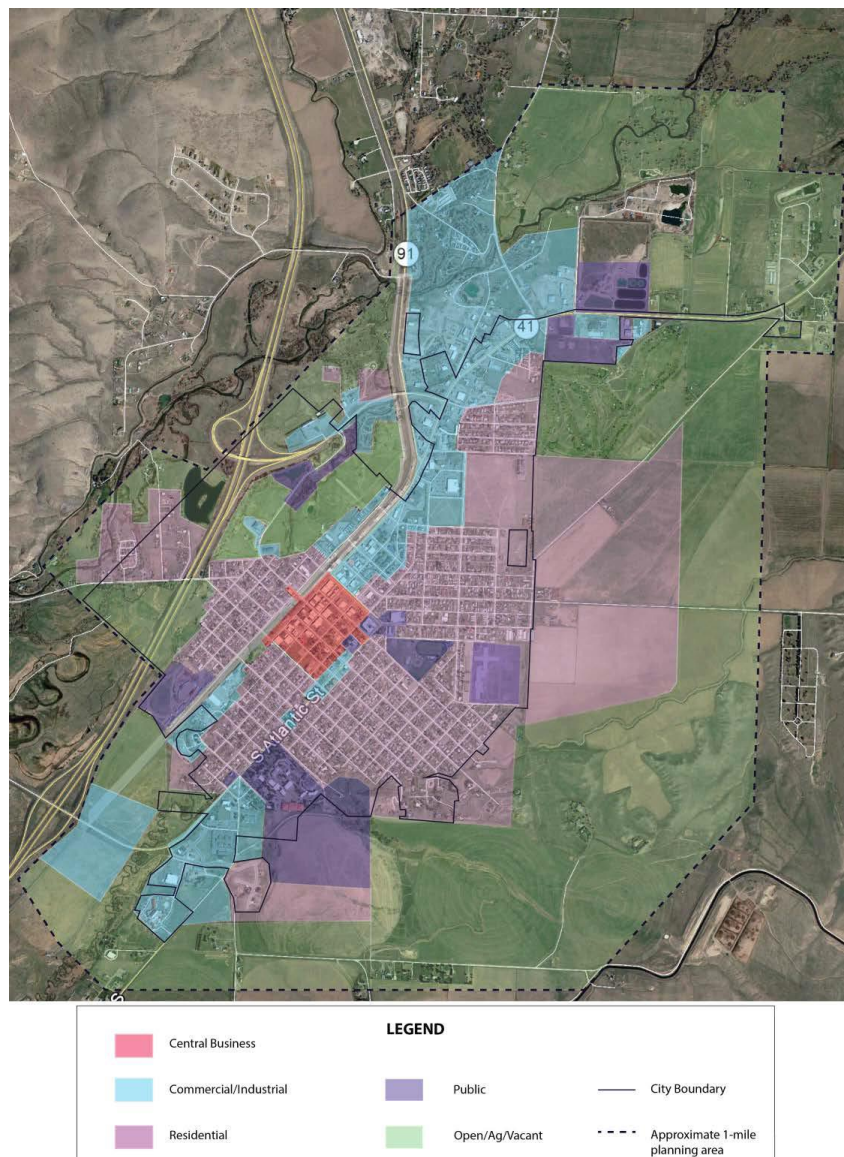 91
41
S Atlantic St
S
LEGEND
Central Business
Commercial/Industrial
Public
City Boundary
Residential
Open/Ag/Vacant
Approximate 1-mile
planning area